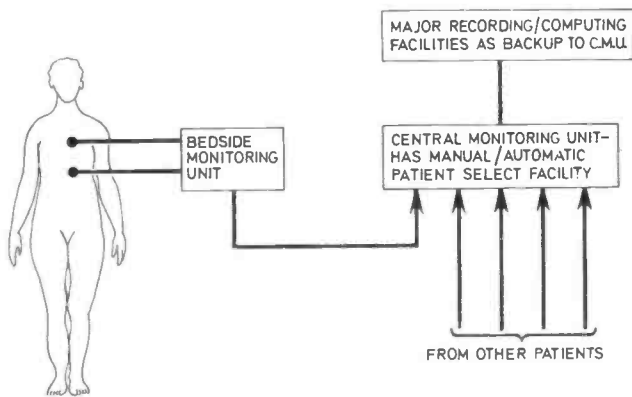 MAJOR RECORDING/COMPUTING
FACILITIES AS BACKUP TO C.M.U.
BEDSIDE
MONITORING
UNIT
CENTRAL MONITORING UNIT-
HAS MANUAL/AUTOMATIC
PATIENT SELECT FACILITY
FROM OTHER PATIENTS